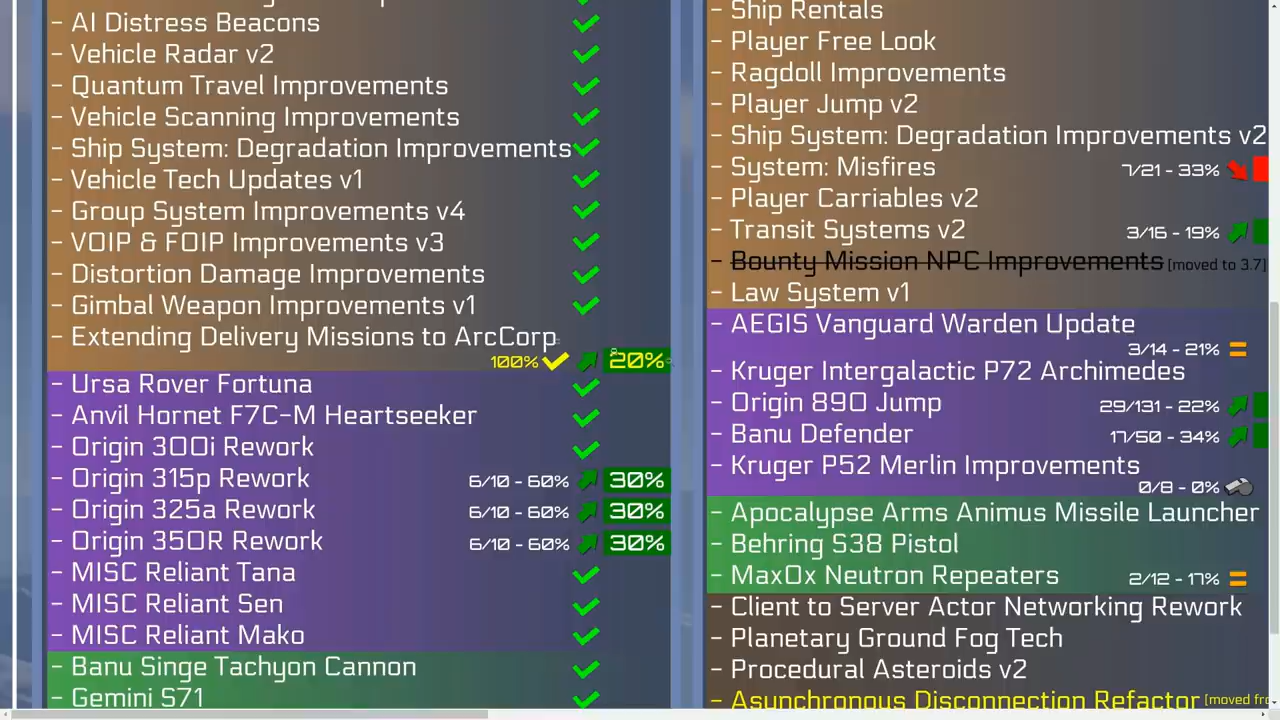 - AI Distress Beacons
- Vehicle Radar v2
- Quantum Travel Improvements
- Vehicle Scanning Improvements
- Ship System: Degradation Improvements
- Vehicle Tech Updates v1
- Group System Improvements v4
- VOIP & FOIP Improvements v3
- Distortion Damage Improvements
- Gimbal Weapon Improvements v1
- Extending Delivery Missions to ArcCorp
100% 20%
- Ursa Rover Fortuna
- Anvil Hornet F7C-M Heartseeker
- Origin 300i Rework
- Origin 315p Rework 6/10 - 60% 30%
- Origin 325a Rework 6/10 - 60% 30%
- Origin 350R Rework 6/10 - 60% 30%
- MISC Reliant Tana
- MISC Reliant Sen
- MISC Reliant Mako
- Banu Singe Tachyon Cannon
- Gemini S71
- Ship Rentals
- Player Free Look
- Ragdoll Improvements
- Player Jump v2
- Ship System: Degradation Improvements v2
- System: Misfires 7/21 - 33%
- Player Carriables v2
- Transit Systems v2 3/16 - 19%
- Bounty Mission NPC Improvements [moved to 3.7]
- Law System v1
- AEGIS Vanguard Warden Update
3/14 - 21%
- Kruger Intergalactic P72 Archimedes
- Origin 890 Jump 29/131 - 22%
- Banu Defender 17/50 - 34%
- Kruger P52 Merlin Improvements
0/8 - 0%
- Apocalypse Arms Animus Missile Launcher
- Behring S38 Pistol
- MaxOx Neutron Repeaters 2/12 - 17%
- Client to Server Actor Networking Rework
- Planetary Ground Fog Tech
- Procedural Asteroids v2
- Asynchronous Disconnection Refactor [moved